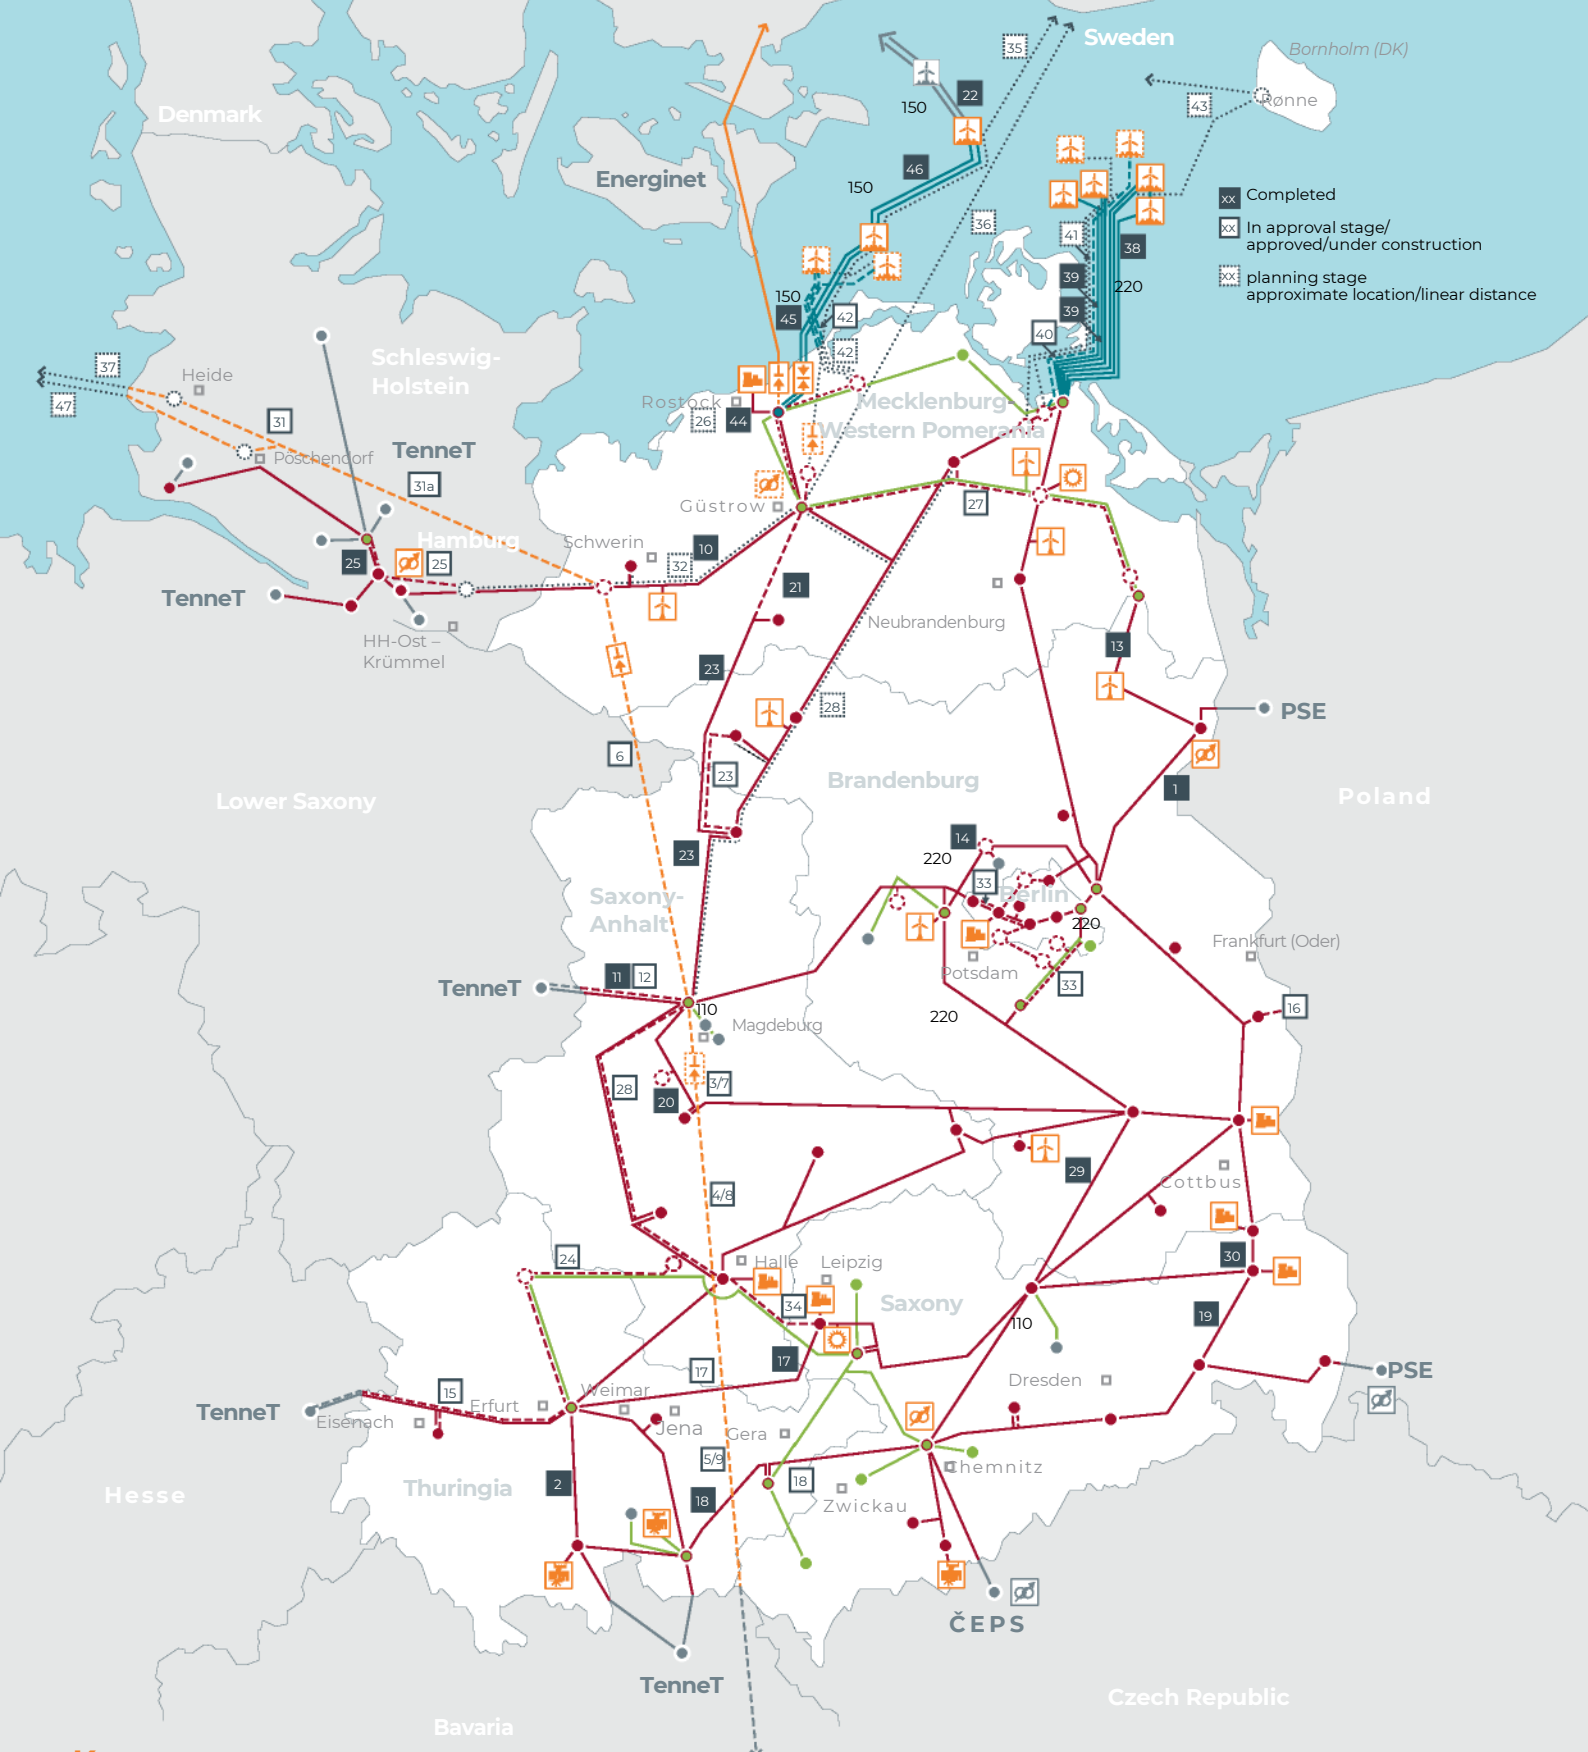 35
Sweden
Bornholm (DK)
22
150
43
Rønne
Denmark
46
Energinet
150
xx Completed
36
41
38
xx In approval stage/
approved/under construction
39
xx planning stage
approximate location/linear distance
220
150
45
42
39
40
42
37
Schleswig-
Holstein
Heide
47
Rostock
26
44
Mecklenburg-
Western Pomerania
31
TenneT
Pöschendorf
31a
Güstrow
27
Hamburg
Schwerin
10
25
25
32
TenneT
21
Neubrandenburg
HH-Ost –
Krümmel
13
23
28
PSE
6
23
Brandenburg
1
Lower Saxony
Poland
14
23
220
33
Saxony-
Anhalt
Berlin
220
Frankfurt (Oder)
11
12
TenneT
Potsdam
33
110
220
16
Magdeburg
28
3/7
20
29
Cottbus
4/8
24
Halle
Leipzig
30
34
Saxony
110
19
17
17
PSE
15
Weimar
Dresden
Erfurt
TenneT
Eisenach
Jena
Gera
5/9
Chemnitz
Thuringia
2
18
Hesse
18
Zwickau
ČEPS
TenneT
Czech Republic
Bavaria